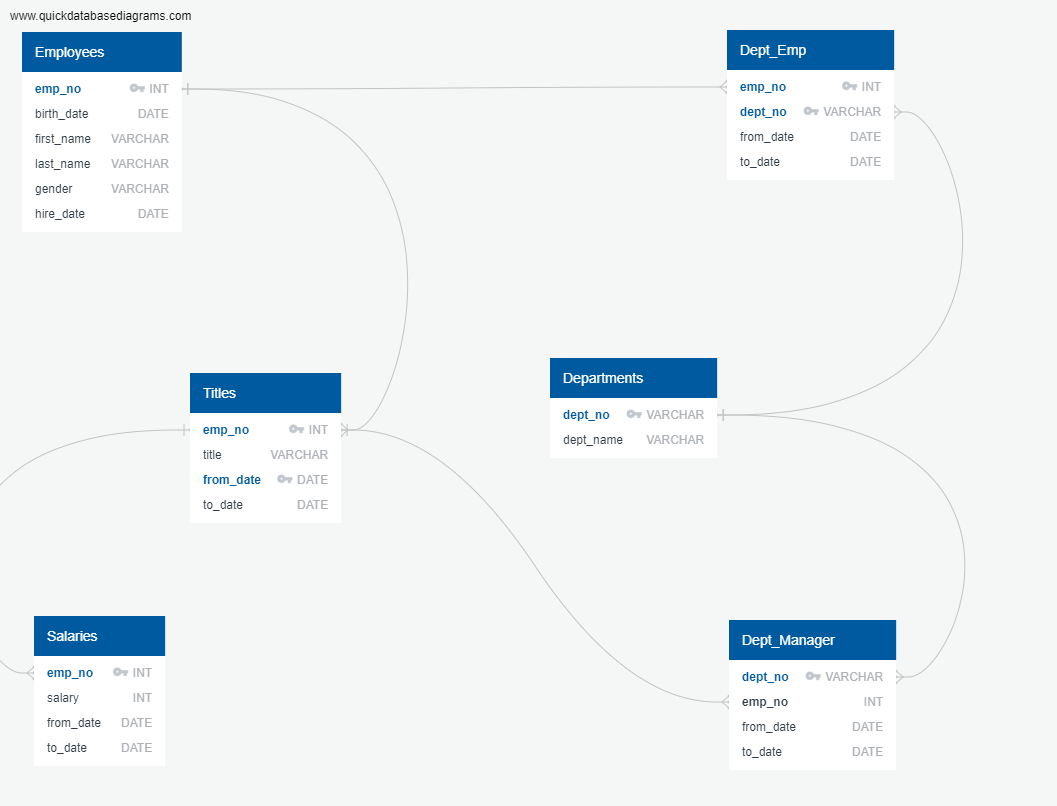 www.quickdatabasediagrams.com
Employees
emp_no INT
birth_date DATE
first_name VARCHAR
last_name VARCHAR
gender VARCHAR
hire_date DATE
Dept_Emp
emp_no INT
dept_no VARCHAR
from_date DATE
to_date DATE
Titles
emp_no INT
title VARCHAR
from_date DATE
to_date DATE
Departments
dept_no VARCHAR
dept_name VARCHAR
Salaries
emp_no INT
salary INT
from_date DATE
to_date DATE
Dept_Manager
dept_no VARCHAR
emp_no INT
from_date DATE
to_date DATE